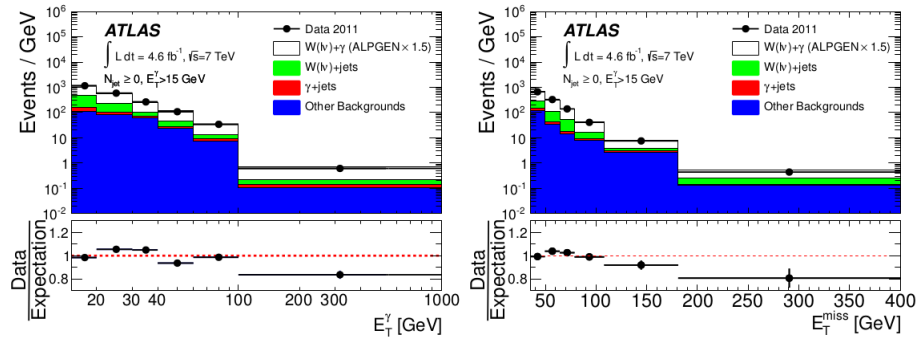 Events / GeV
10⁶
10⁵
10⁴
10³
10²
10
1
10⁻¹
10⁻²
ATLAS
∫ L dt = 4.6 fb⁻¹, √s=7 TeV
N_jet ≥ 0, E_T^γ>15 GeV
Data 2011
W(lν)+γ (ALPGEN × 1.5)
W(lν)+jets
γ+jets
Other Backgrounds
Data
Expectation
1.2
1
0.8
20 30 40 100 200 300 1000
E_T^γ [GeV]
Events / GeV
10⁶
10⁵
10⁴
10³
10²
10
1
10⁻¹
10⁻²
ATLAS
∫ L dt = 4.6 fb⁻¹, √s=7 TeV
N_jet ≥ 0, E_T^γ>15 GeV
Data 2011
W(lν)+γ (ALPGEN × 1.5)
W(lν)+jets
γ+jets
Other Backgrounds
Data
Expectation
1.2
1
0.8
50 100 150 200 250 300 350 400
E_T^miss [GeV]